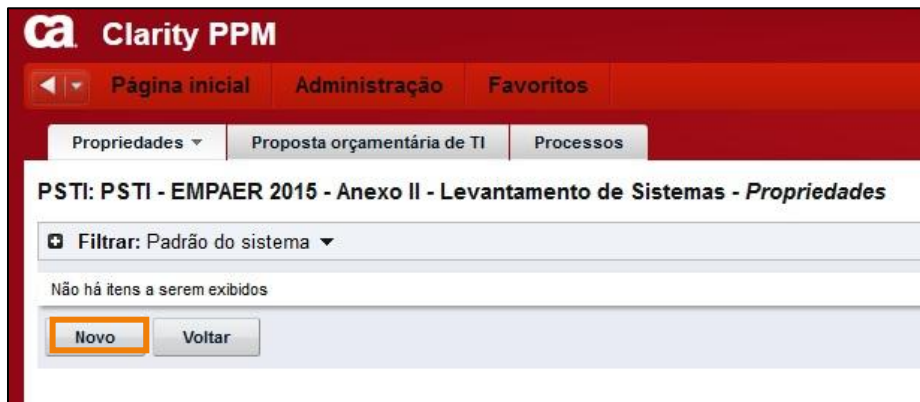 ca Clarity PPM
Página inicial Administração Favoritos
Propriedades Proposta orçamentária de TI Processos
PSTI: PSTI - EMPAER 2015 - Anexo II - Levantamento de Sistemas - Propriedades
Filtrar: Padrão do sistema
Não há itens a serem exibidos
Novo Voltar